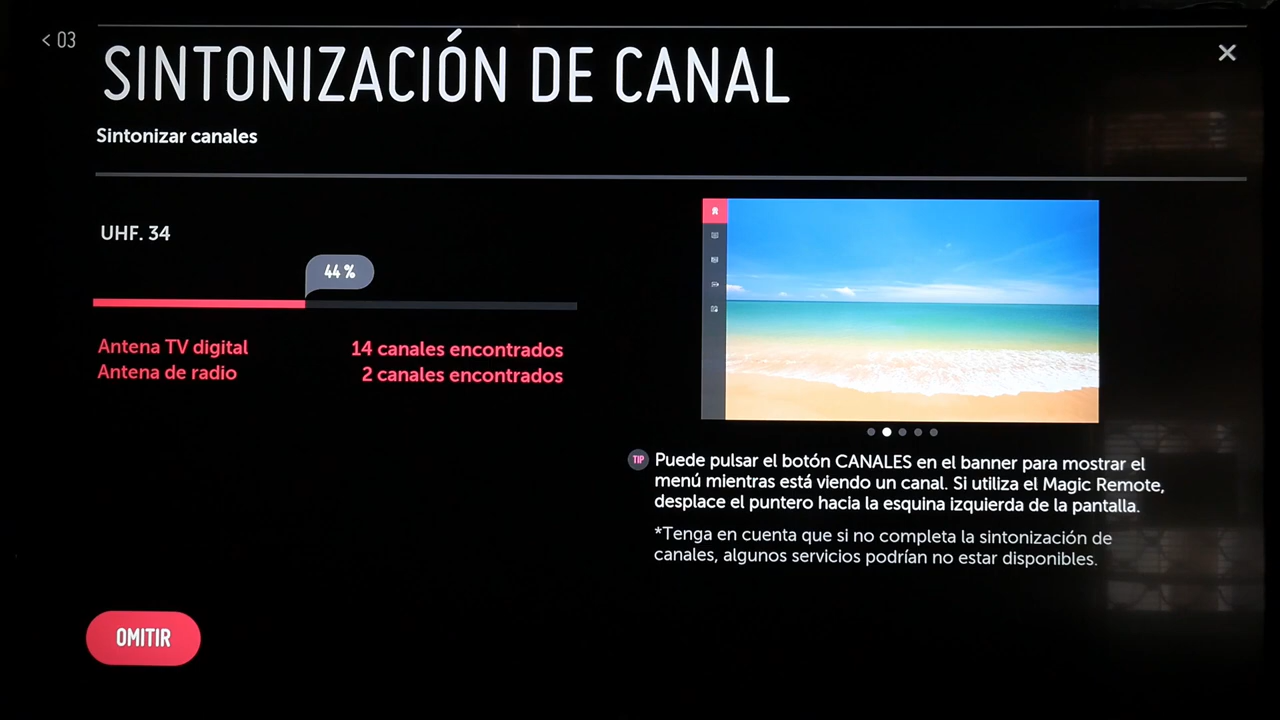 < 03
SINTONIZACIÓN DE CANAL
Sintonizar canales
UHF. 34
44 %
Antena TV digital 14 canales encontrados
Antena de radio 2 canales encontrados
TIP Puede pulsar el botón CANALES en el banner para mostrar el
menú mientras está viendo un canal. Si utiliza el Magic Remote,
desplace el puntero hacia la esquina izquierda de la pantalla.
*Tenga en cuenta que si no completa la sintonización de
canales, algunos servicios podrían no estar disponibles.
OMITIR